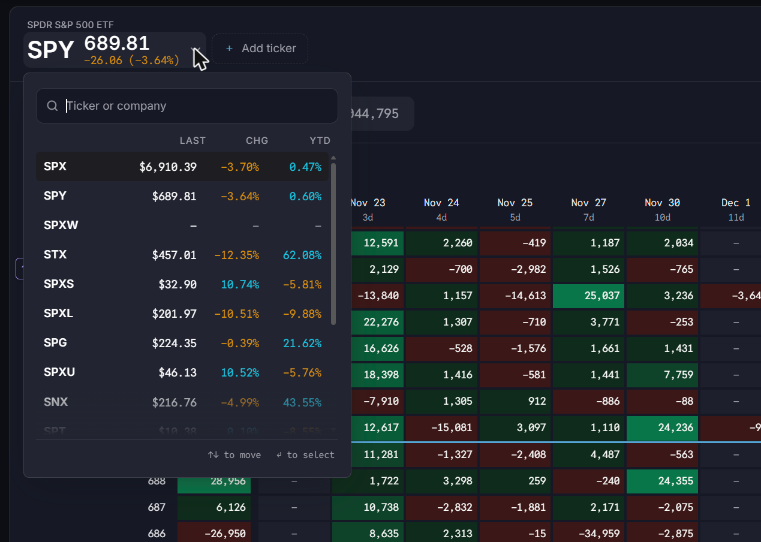 SPDR S&P 500 ETF
SPY 689.81
−26.06 (−3.64%)
+ Add ticker
Ticker or company
044,795
LAST CHG YTD
SPX $6,910.39 −3.70% 0.47%
SPY $689.81 −3.64% 0.60%
SPXW – – –
STX $457.01 −12.35% 62.08%
SPXS $32.90 10.74% −5.81%
SPXL $201.97 −10.51% −9.88%
SPG $224.35 −0.39% 21.62%
SPXU $46.13 10.52% −5.76%
SNX $216.76 −4.99% 43.55%
SPT $10.38
↑↓ to move ↵ to select
Nov 23 Nov 24 Nov 25 Nov 27 Nov 30 Dec 1
3d 4d 5d 7d 10d 11d
12,591 2,260 −419 1,187 2,034 –
2,129 −700 −2,982 1,526 −765 –
−13,840 1,157 −14,613 25,037 3,236 −3,64
22,276 1,307 −710 3,771 −253 –
16,626 −528 −1,576 1,661 1,431 –
18,398 1,416 −581 1,441 7,759 –
−7,910 1,305 912 −886 −88 –
12,617 −15,081 3,097 1,110 24,236 −9
11,281 −1,327 −2,408 4,487 −563 –
688 28,956 – 1,722 3,298 259 −240 24,355 –
687 6,126 – 10,738 −2,832 −1,881 2,171 −2,075 –
686 −26,950 – 8,635 2,313 −15 −34,959 −2,875 –